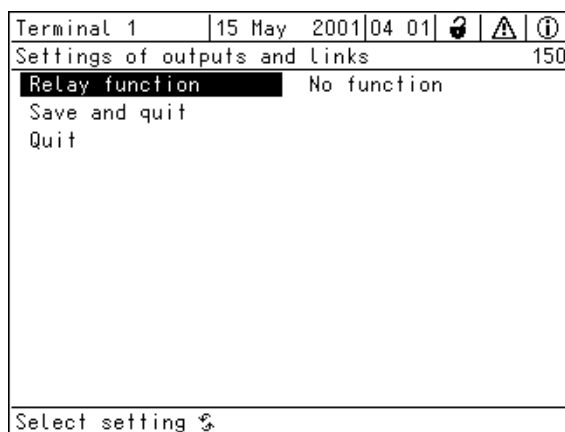 Terminal 1 15 May 2001 04 01
Settings of outputs and links 150
Relay function No function
Save and quit
Quit
Select setting